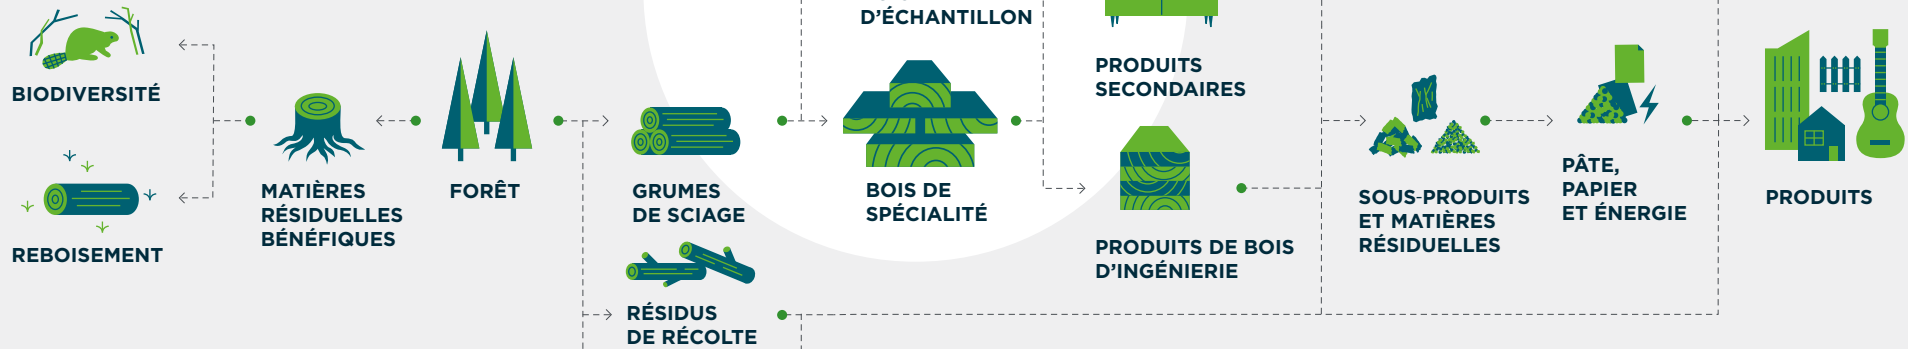 BIODIVERSITÉ
REBOISEMENT
MATIÈRES
RÉSIDUELLES
BÉNÉFIQUES
FORÊT
GRUMES
DE SCIAGE
RÉSIDUS
DE RÉCOLTE
D'ÉCHANTILLON
BOIS DE
SPÉCIALITÉ
PRODUITS
SECONDAIRES
PRODUITS DE BOIS
D'INGÉNIERIE
SOUS-PRODUITS
ET MATIÈRES
RÉSIDUELLES
PÂTE,
PAPIER
ET ÉNERGIE
PRODUITS